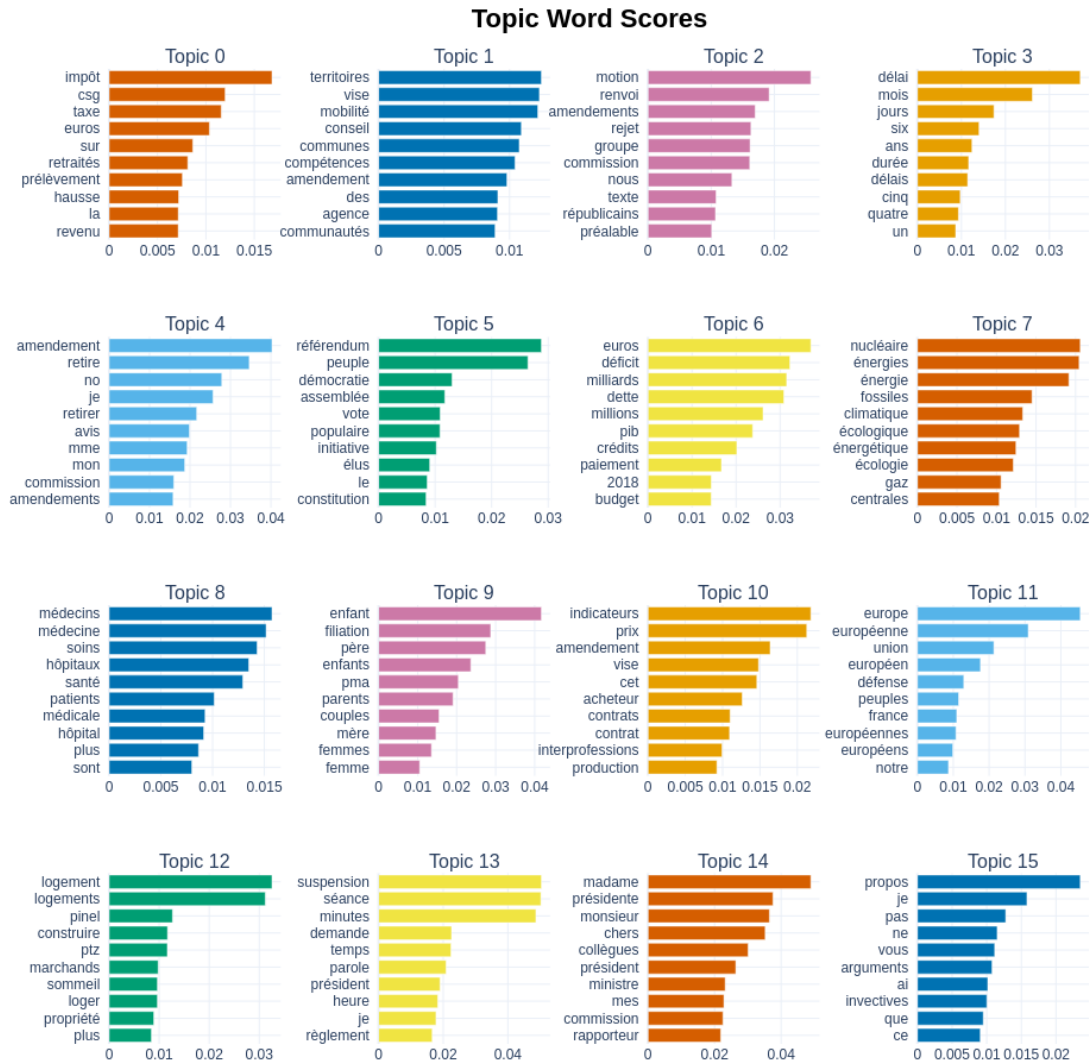 Topic Word Scores
Topic 0
impôt
csg
taxe
euros
sur
retraités
prélèvement
hausse
la
revenu
0 0.005 0.01 0.015
Topic 1
territoires
vise
mobilité
conseil
communes
compétences
amendement
des
agence
communautés
0 0.005 0.01
Topic 2
motion
renvoi
amendements
rejet
groupe
commission
nous
texte
républicains
préalable
0 0.01 0.02
Topic 3
délai
mois
jours
six
ans
durée
délais
cinq
quatre
un
0 0.01 0.02 0.03
Topic 4
amendement
retire
no
je
retirer
avis
mme
mon
commission
amendements
0 0.01 0.02 0.03 0.04
Topic 5
référendum
peuple
démocratie
assemblée
vote
populaire
initiative
élus
le
constitution
0 0.01 0.02 0.03
Topic 6
euros
déficit
milliards
dette
millions
pib
crédits
paiement
2018
budget
0 0.01 0.02 0.03
Topic 7
nucléaire
énergies
énergie
fossiles
climatique
écologique
énergétique
écologie
gaz
centrales
0 0.005 0.01 0.015 0.02
Topic 8
médecins
médecine
soins
hôpitaux
santé
patients
médicale
hôpital
plus
sont
0 0.005 0.01 0.015
Topic 9
enfant
filiation
père
enfants
pma
parents
couples
mère
femmes
femme
0 0.01 0.02 0.03 0.04
Topic 10
indicateurs
prix
amendement
vise
cet
acheteur
contrats
contrat
interprofessions
production
0 0.005 0.01 0.015 0.02
Topic 11
europe
européenne
union
européen
défense
peuples
france
européennes
européens
notre
0 0.01 0.02 0.03 0.04
Topic 12
logement
logements
pinel
construire
ptz
marchands
sommeil
loger
propriété
plus
0 0.01 0.02 0.03
Topic 13
suspension
séance
minutes
demande
temps
parole
président
heure
je
règlement
0 0.02 0.04
Topic 14
madame
présidente
monsieur
chers
collègues
président
ministre
mes
commission
rapporteur
0 0.02 0.04
Topic 15
propos
je
pas
ne
vous
arguments
ai
invectives
que
ce
0 0.005 0.01 0.015 0.02